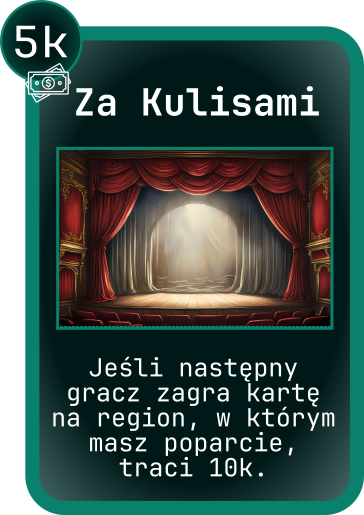 5k
Za Kulisami
Jeśli następny
gracz zagra kartę
na region, w którym
masz poparcie,
traci 10k.